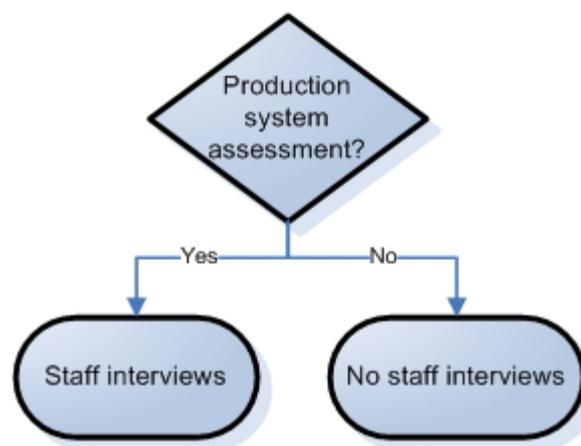 Production
system
assessment?
Yes
No
Staff interviews
No staff interviews